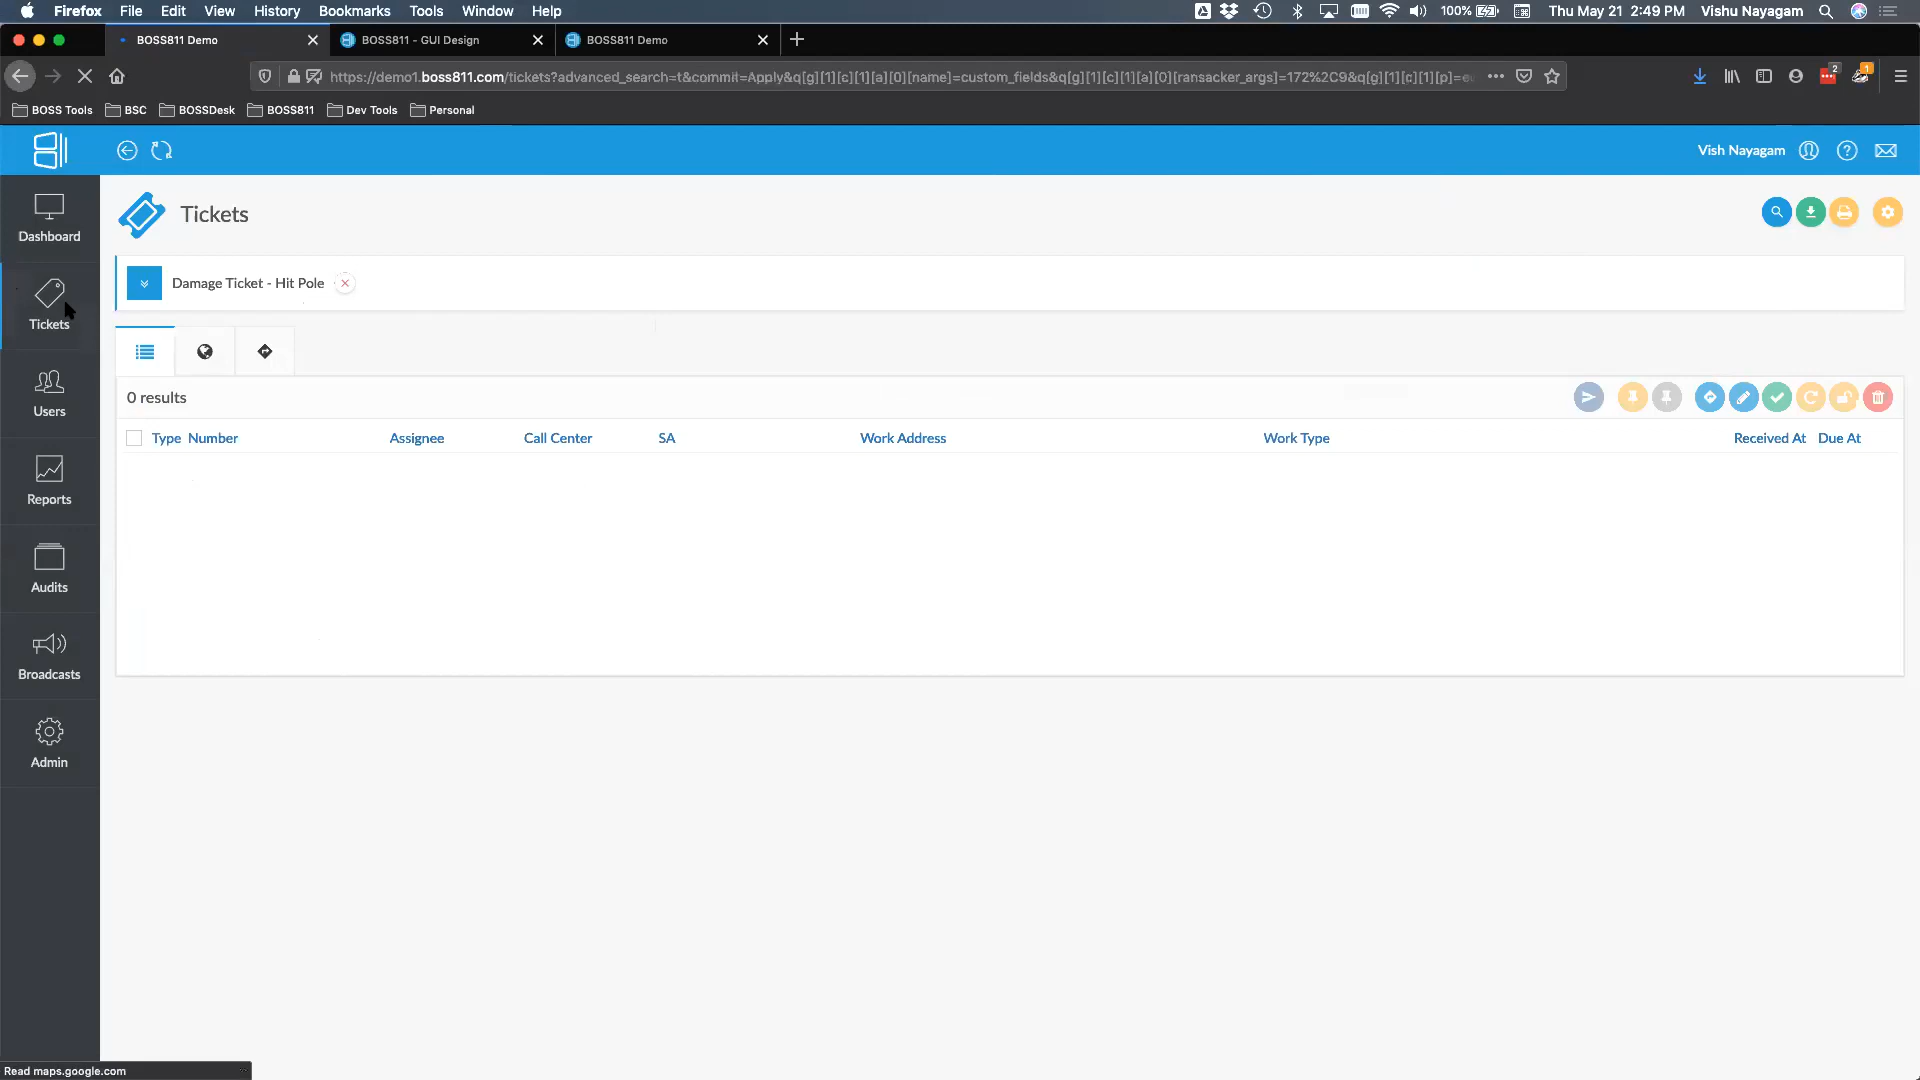 Firefox File Edit View History Bookmarks Tools Window Help
100% Thu May 21 2:49 PM Vishu Nayagam
BOSS811 Demo
BOSS811 - GUI Design
BOSS811 Demo
https://demo1.boss811.com/tickets?advanced_search=t&commit=Apply&q[g][1][c][1][a][0][name]=custom_fields&q[g][1][c][1][a][0][ransacker_args]=172%2C9&q[g][1][c][1][p]=e
2
1
BOSS Tools BSC BOSSDesk BOSS811 Dev Tools Personal
Vish Nayagam
Dashboard
Tickets
Users
Reports
Audits
Broadcasts
Admin
Tickets
Damage Ticket - Hit Pole
0 results
Type Number Assignee Call Center SA Work Address Work Type Received At Due At
Read maps.google.com